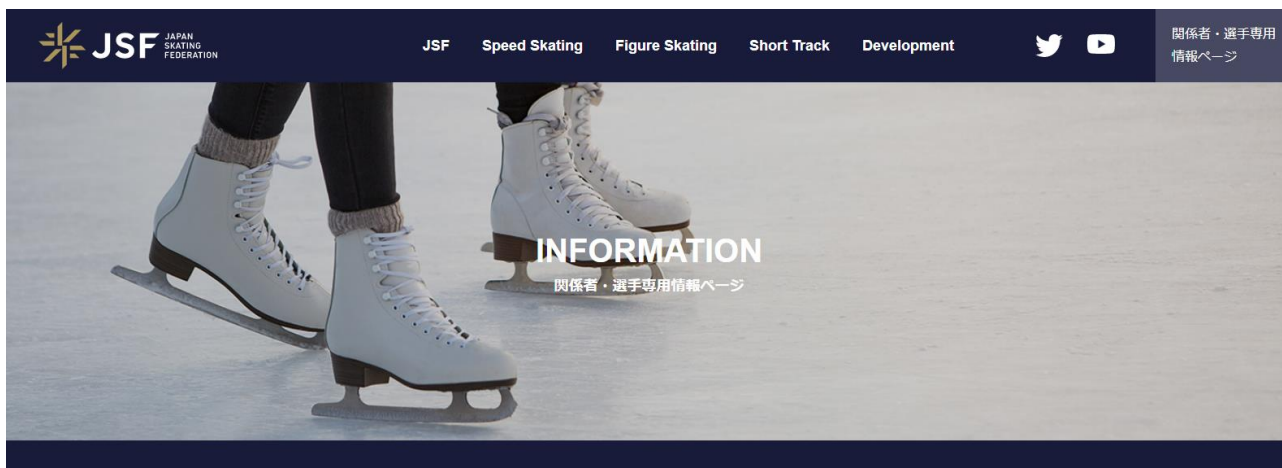 JSF
JAPAN
SKATING
FEDERATION
JSF Speed Skating Figure Skating Short Track Development
関係者・選手専用
情報ページ
INFORMATION
関係者・選手専用情報ページ